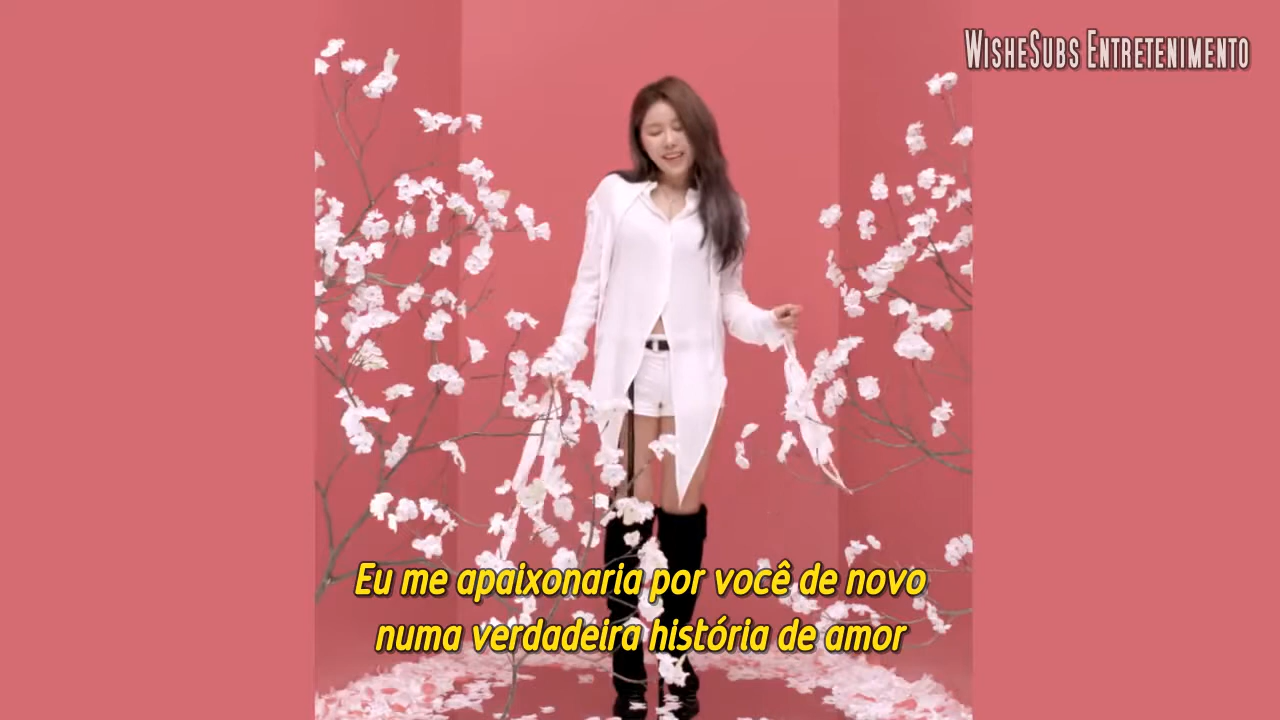 WisheSubs Entretenimento
Eu me apaixonaria por você de novo
numa verdadeira história de amor